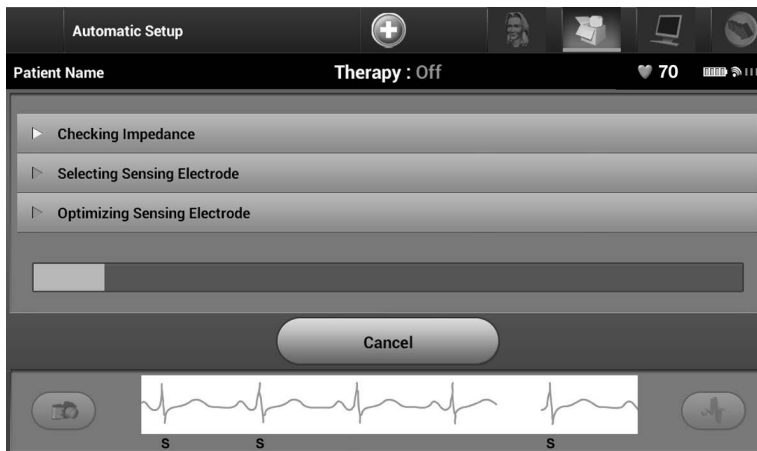 Automatic Setup
Patient Name Therapy : Off 70
Checking Impedance
Selecting Sensing Electrode
Optimizing Sensing Electrode
Cancel
S S S